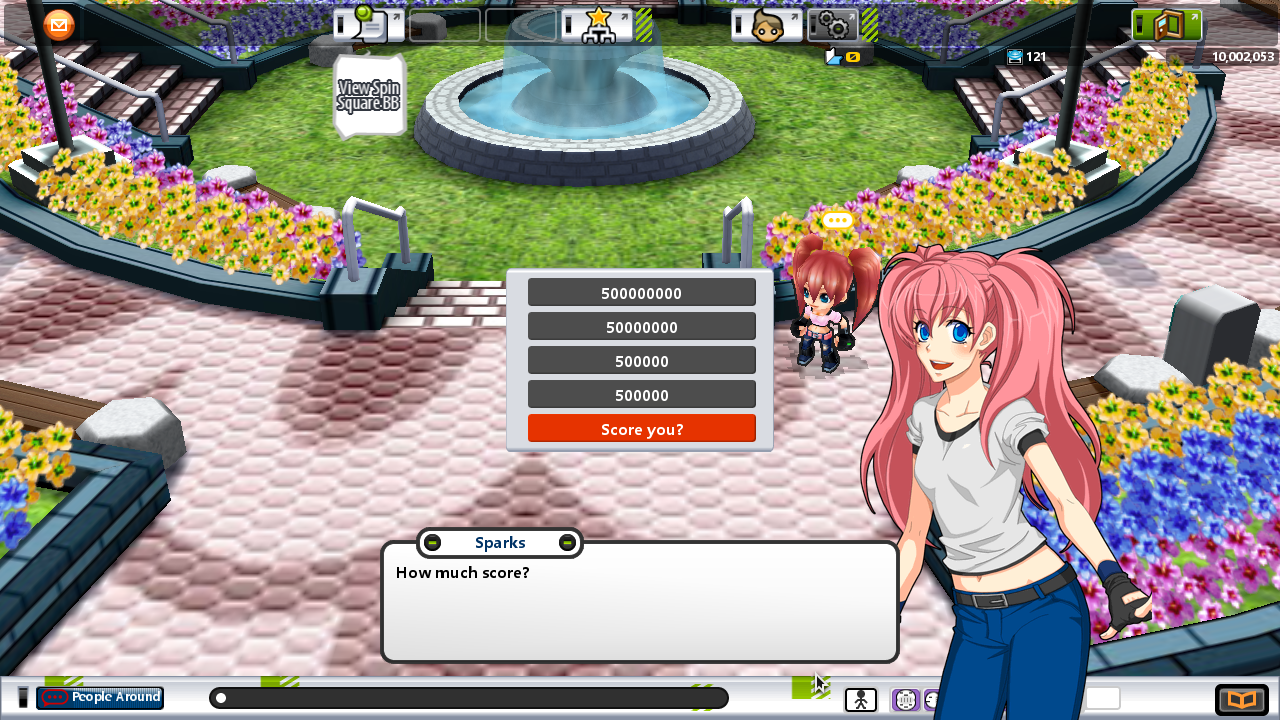 121
10,002,053
View Spin
Square.BB
500000000
50000000
500000
500000
Score you?
Sparks
How much score?
People Around